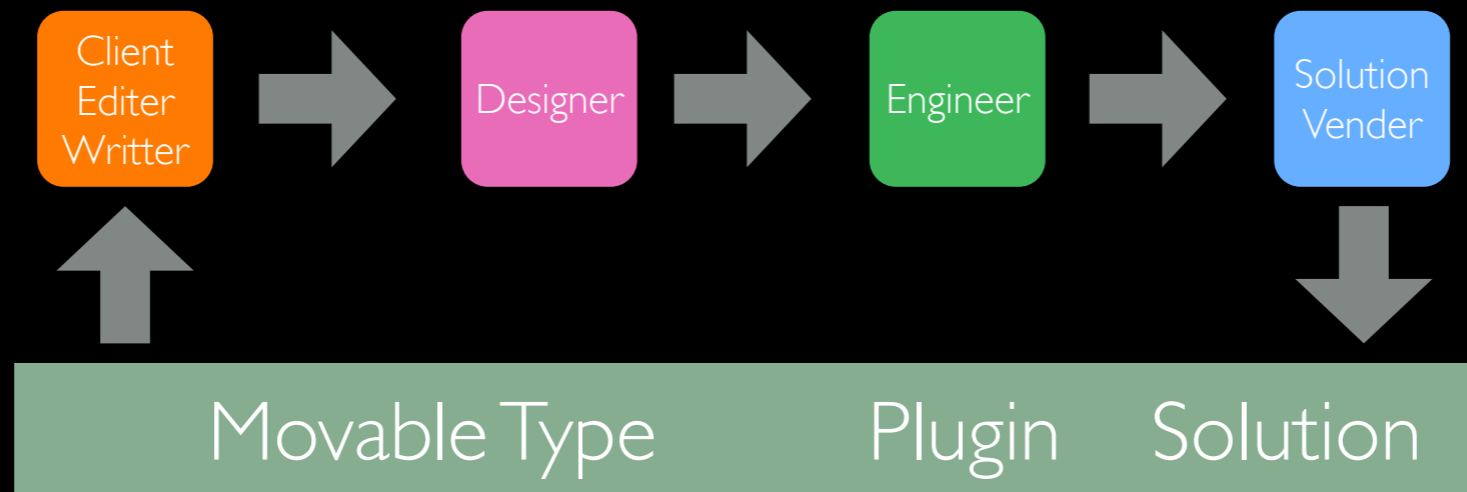 Client
Editer
Writter
Designer
Engineer
Solution
Vender
Movable Type
Plugin
Solution